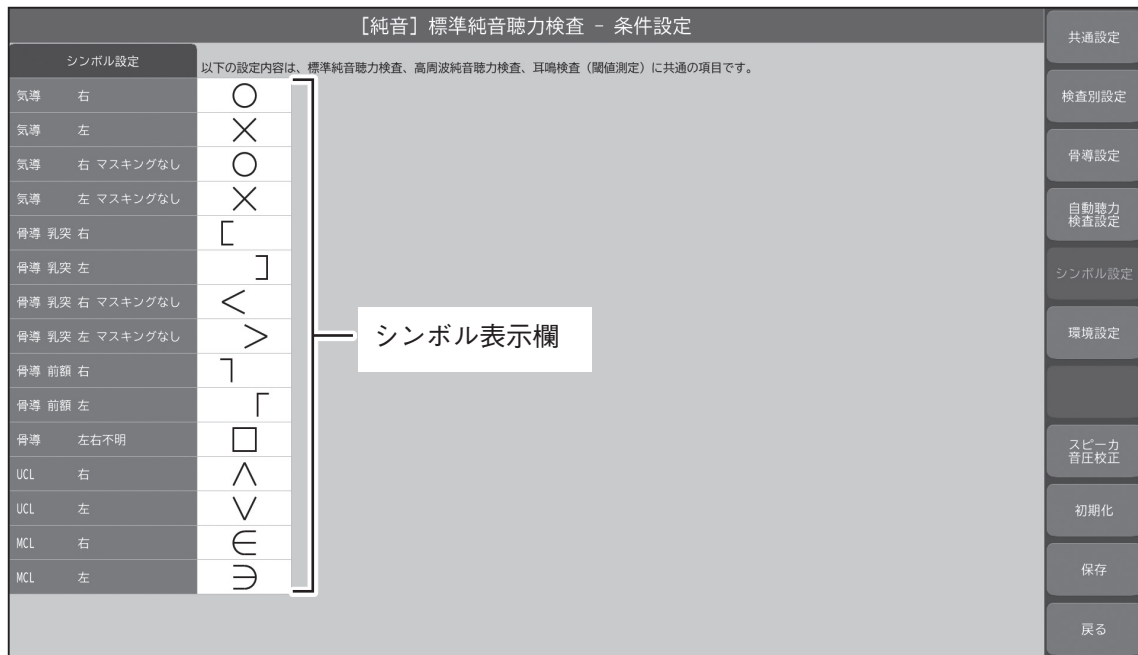 [純音] 標準純音聴力検査 - 条件設定
シンボル設定
以下の設定内容は、標準純音聴力検査、高周波純音聴力検査、耳鳴検査（閾値測定）に共通の項目です。
気導 右 ○
気導 左 ×
気導 右 マスキングなし ○
気導 左 マスキングなし ×
骨導 乳突 右 [
骨導 乳突 左 ]
骨導 乳突 右 マスキングなし <
骨導 乳突 左 マスキングなし >
骨導 前額 右 ┐
骨導 前額 左 ┌
骨導 左右不明 □
UCL 右 ∧
UCL 左 ∨
MCL 右 ∈
MCL 左 ∋
シンボル表示欄
共通設定
検査別設定
骨導設定
自動聴力
検査設定
シンボル設定
環境設定
スピーカ
音圧校正
初期化
保存
戻る